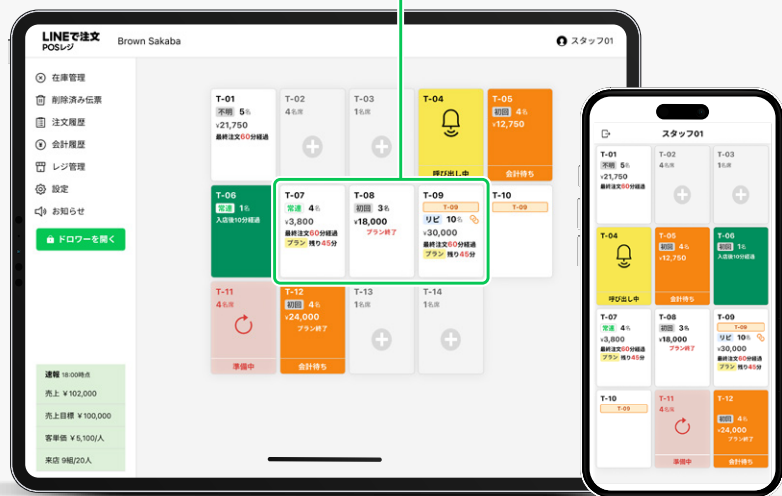 LINEで注文
POSレジ
Brown Sakaba
スタッフ01
在庫管理
削除済み伝票
注文履歴
会計履歴
レジ管理
設定
お知らせ
ドロワーを開く
速報 18:00時点
売上 ¥102,000
売上目標 ¥100,000
客単価 ¥5,100/人
来店 9組/20人
T-01
不明 5名
¥21,750
最終注文60分経過
T-02
4名席
T-03
1名席
T-04
呼び出し中
T-05
初回 4名
¥12,750
会計待ち
T-06
常連 1名
入店後10分経過
T-07
常連 4名
¥3,800
最終注文60分経過
プラン 残り45分
T-08
初回 3名
¥18,000
プラン終了
T-09
T-09
リピ 10名
¥30,000
最終注文60分経過
プラン 残り45分
T-10
T-09
T-11
4名席
準備中
T-12
初回 4名
¥24,000
プラン終了
会計待ち
T-13
1名席
T-14
1名席
スタッフ01
T-01
不明 5名
¥21,750
最終注文60分経過
T-02
4名席
T-03
1名席
T-04
呼び出し中
T-05
初回 4名
¥12,750
会計待ち
T-06
初回 1名
入店後10分経過
T-07
常連 4名
¥3,800
最終注文60分経過
プラン 残り45分
T-08
初回 3名
¥18,000
プラン終了
T-09
T-09
リピ 10名
¥30,000
最終注文60分経過
プラン 残り45分
T-10
T-09
T-11
4名席
準備中
T-12
初回 4名
¥24,000
プラン終了
会計待ち